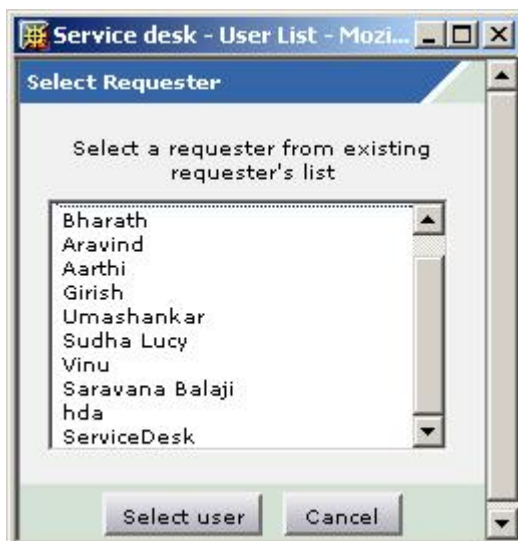 Service desk - User List - Mozi...
Select Requester
Select a requester from existing
requester's list
Bharath
Aravind
Aarthi
Girish
Umashankar
Sudha Lucy
Vinu
Saravana Balaji
hda
ServiceDesk
Select user
Cancel